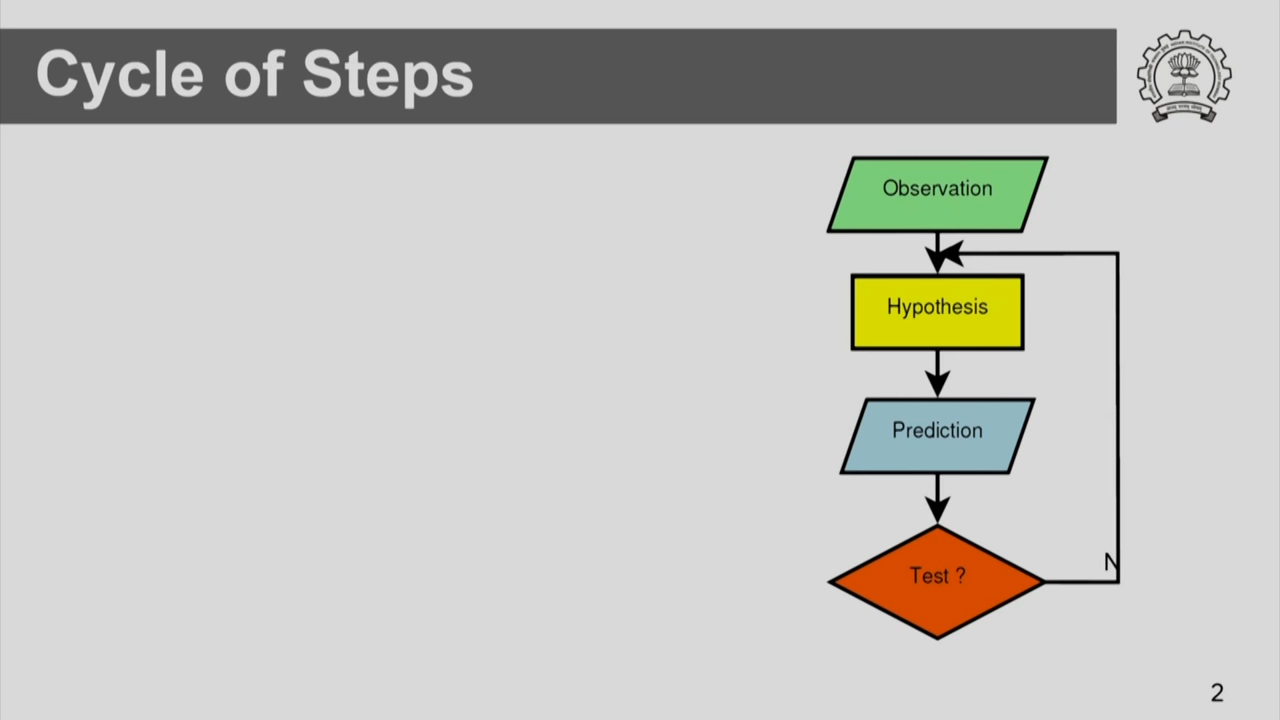 Cycle of Steps
Observation
Hypothesis
Prediction
Test ?
N
2